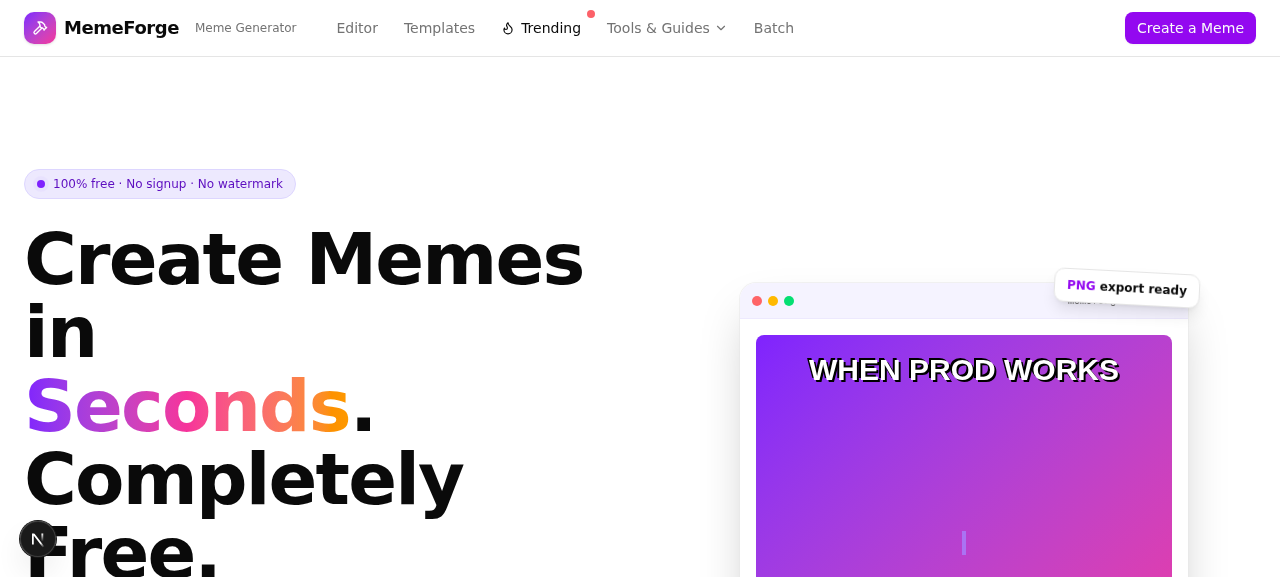 MemeForge Meme Generator Editor Templates Trending Tools & Guides Batch Create a Meme
100% free · No signup · No watermark
Create Memes
in
Seconds.
Completely
Free.
PNG export ready
WHEN PROD WORKS